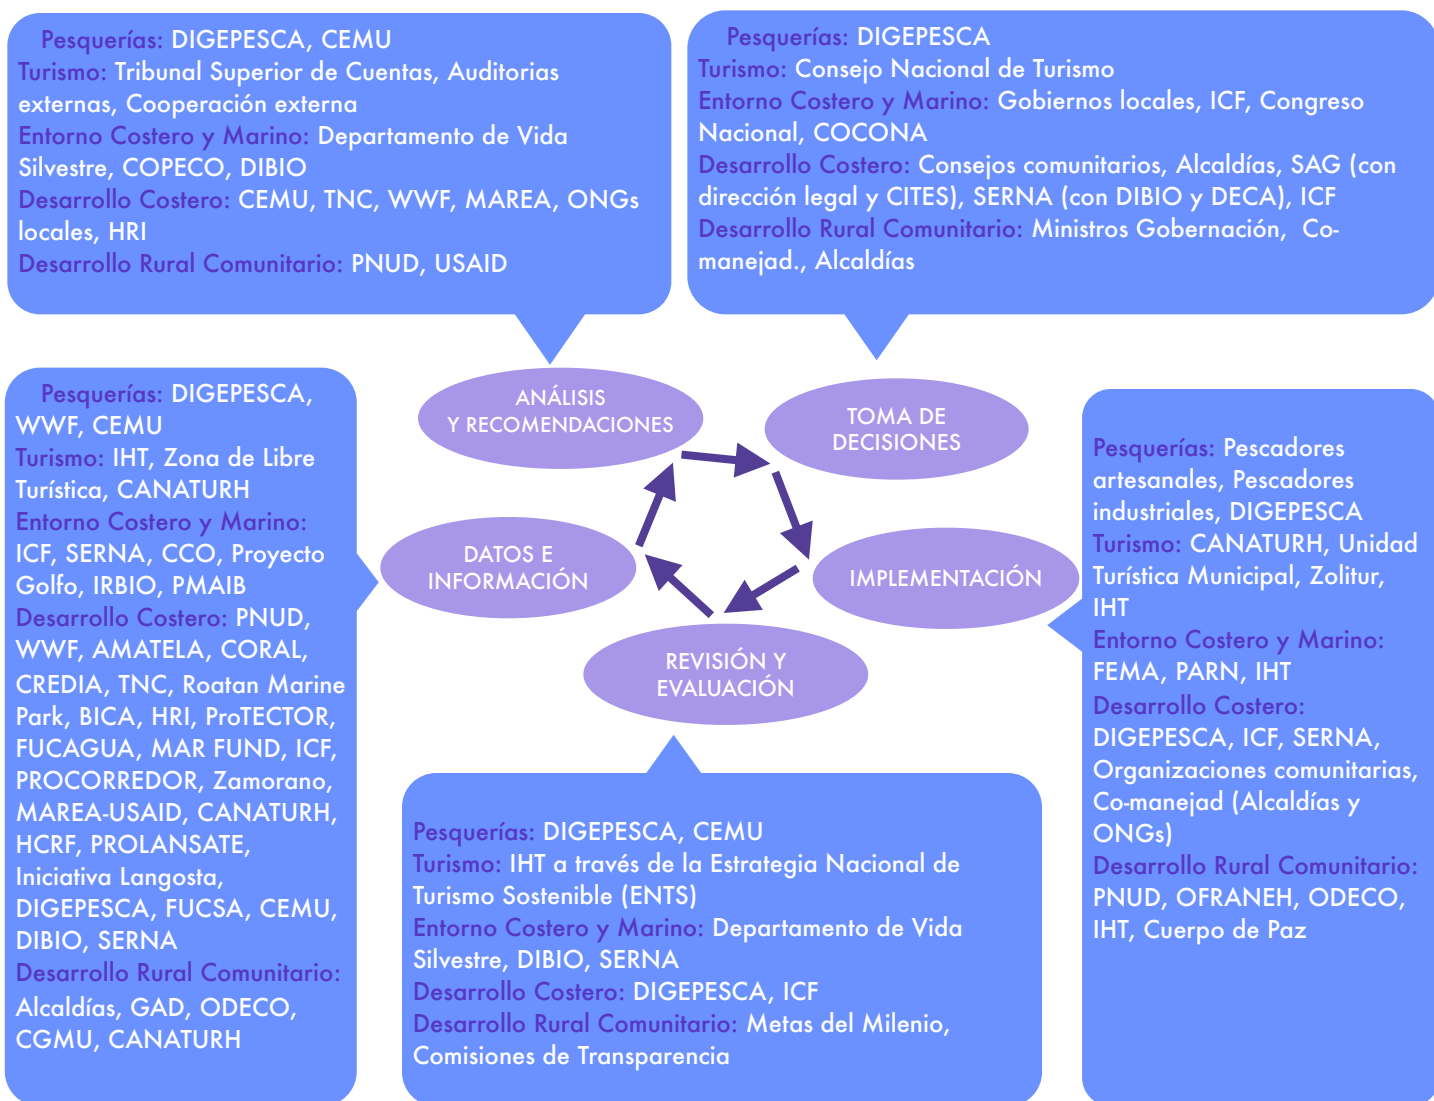 Pesquerías: DIGEPESCA, CEMU
Turismo: Tribunal Superior de Cuentas, Auditorias
externas, Cooperación externa
Entorno Costero y Marino: Departamento de Vida
Silvestre, COPECO, DIBIO
Desarrollo Costero: CEMU, TNC, WWF, MAREA, ONGs
locales, HRI
Desarrollo Rural Comunitario: PNUD, USAID
Pesquerías: DIGEPESCA
Turismo: Consejo Nacional de Turismo
Entorno Costero y Marino: Gobiernos locales, ICF, Congreso
Nacional, COCONA
Desarrollo Costero: Consejos comunitarios, Alcaldías, SAG (con
dirección legal y CITES), SERNA (con DIBIO y DECA), ICF
Desarrollo Rural Comunitario: Ministros Gobernación, Co-
manejad., Alcaldías
ANÁLISIS
Y RECOMENDACIONES
TOMA DE
DECISIONES
DATOS E
INFORMACIÓN
IMPLEMENTACIÓN
REVISIÓN Y
EVALUACIÓN
Pesquerías: DIGEPESCA,
WWF, CEMU
Turismo: IHT, Zona de Libre
Turística, CANATURH
Entorno Costero y Marino:
ICF, SERNA, CCO, Proyecto
Golfo, IRBIO, PMAIB
Desarrollo Costero: PNUD,
WWF, AMATELA, CORAL,
CREDIA, TNC, Roatan Marine
Park, BICA, HRI, ProTECTOR,
FUCAGUA, MAR FUND, ICF,
PROCORREDOR, Zamorano,
MAREA-USAID, CANATURH,
HCRF, PROLANSATE,
Iniciativa Langosta,
DIGEPESCA, FUCSA, CEMU,
DIBIO, SERNA
Desarrollo Rural Comunitario:
Alcaldías, GAD, ODECO,
CGMU, CANATURH
Pesquerías: DIGEPESCA, CEMU
Turismo: IHT a través de la Estrategia Nacional de
Turismo Sostenible (ENTS)
Entorno Costero y Marino: Departamento de Vida
Silvestre, DIBIO, SERNA
Desarrollo Costero: DIGEPESCA, ICF
Desarrollo Rural Comunitario: Metas del Milenio,
Comisiones de Transparencia
Pesquerías: Pescadores
artesanales, Pescadores
industriales, DIGEPESCA
Turismo: CANATURH, Unidad
Turística Municipal, Zolitur,
IHT
Entorno Costero y Marino:
FEMA, PARN, IHT
Desarrollo Costero:
DIGEPESCA, ICF, SERNA,
Organizaciones comunitarias,
Co-manejad (Alcaldías y
ONGs)
Desarrollo Rural Comunitario:
PNUD, OFRANEH, ODECO,
IHT, Cuerpo de Paz